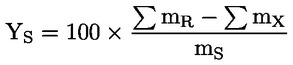 Y_S = 100 × (∑ m_R − ∑ m_X) / m_S